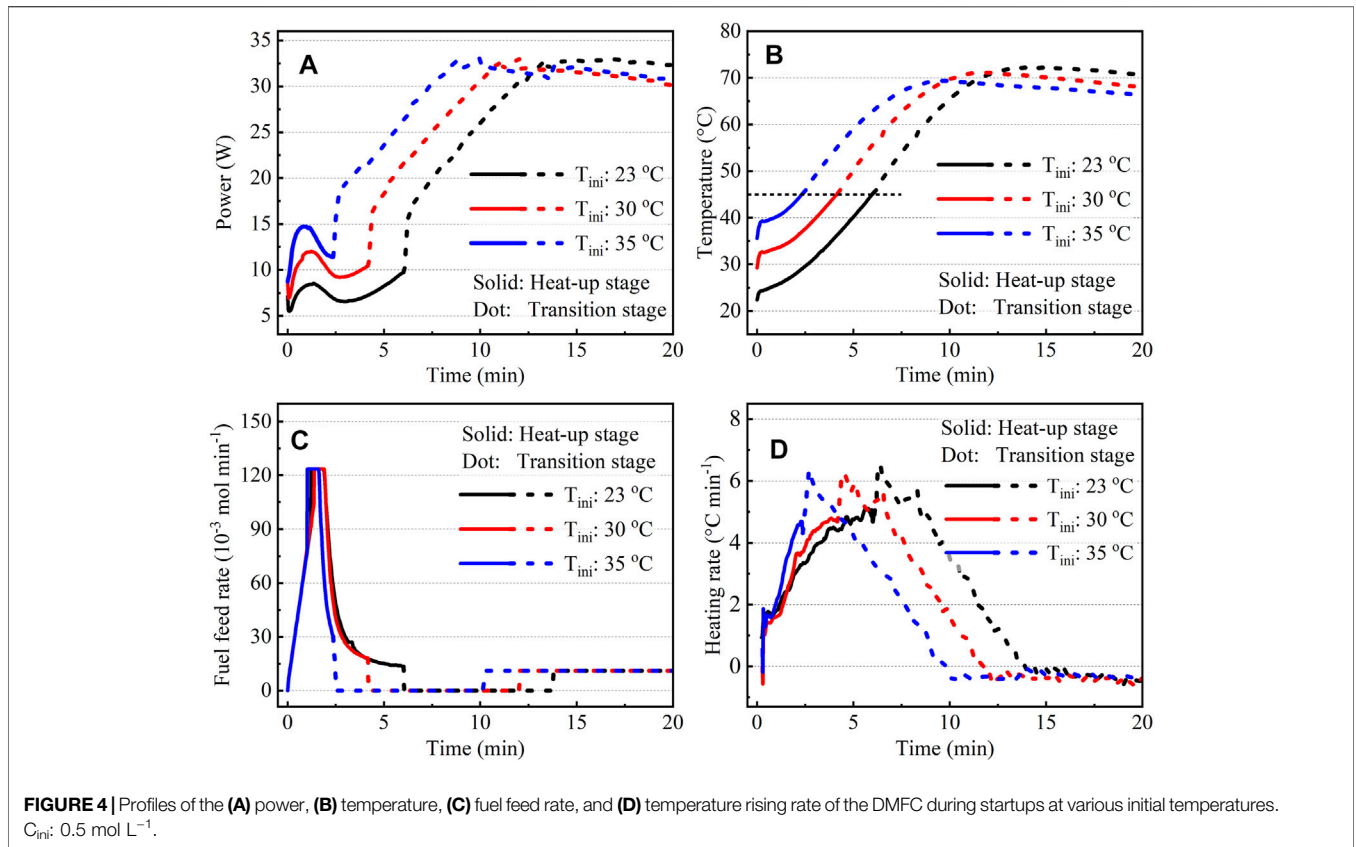 A
Power (W)
35
30
25
20
15
10
5
T_ini: 23 °C
T_ini: 30 °C
T_ini: 35 °C
Solid: Heat-up stage
Dot: Transition stage
0 5 10 15 20
Time (min)
B
Temperature (°C)
80
70
60
50
40
30
20
T_ini: 23 °C
T_ini: 30 °C
T_ini: 35 °C
Solid: Heat-up stage
Dot: Transition stage
0 5 10 15 20
Time (min)
C
Fuel feed rate (10⁻³ mol min⁻¹)
150
120
90
60
30
0
Solid: Heat-up stage
Dot: Transition stage
T_ini: 23 °C
T_ini: 30 °C
T_ini: 35 °C
0 5 10 15 20
Time (min)
D
Heating rate (°C min⁻¹)
8
6
4
2
0
Solid: Heat-up stage
Dot: Transition stage
T_ini: 23 °C
T_ini: 30 °C
T_ini: 35 °C
0 5 10 15 20
Time (min)
FIGURE 4 | Profiles of the (A) power, (B) temperature, (C) fuel feed rate, and (D) temperature rising rate of the DMFC during startups at various initial temperatures.
C_ini: 0.5 mol L⁻¹.